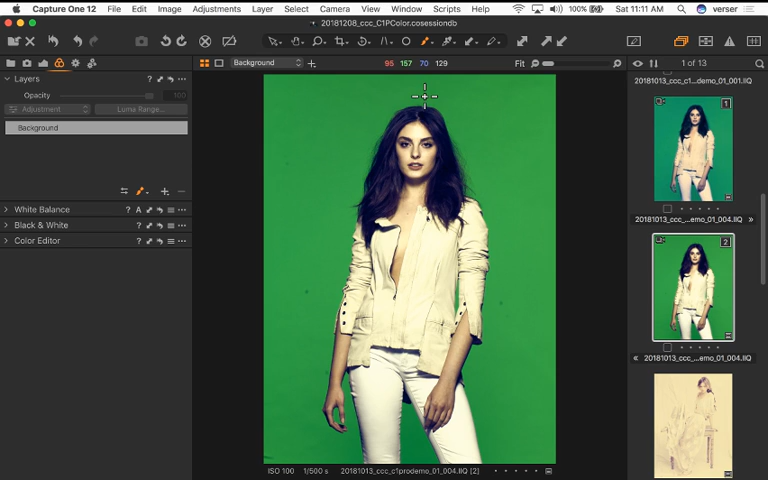 Capture One 12 File Edit Image Adjustments Layer Select Camera View Window Scripts Help 100% Sat 11:11 AM verser
20181208_ccc_C1PColor.cosessiondb
Background 95 157 70 129 Fit 1 of 13
Layers
Opacity 100
Adjustment Luma Range...
Background
White Balance
Black & White
Color Editor
20181013_ccc_c1...demo_01_001.IIQ
1
20181013_ccc_...emo_01_004.IIQ
2
20181013_ccc_...emo_01_004.IIQ
ISO 100 1/500 s 20181013_ccc_c1prodemo_01_004.IIQ [2]